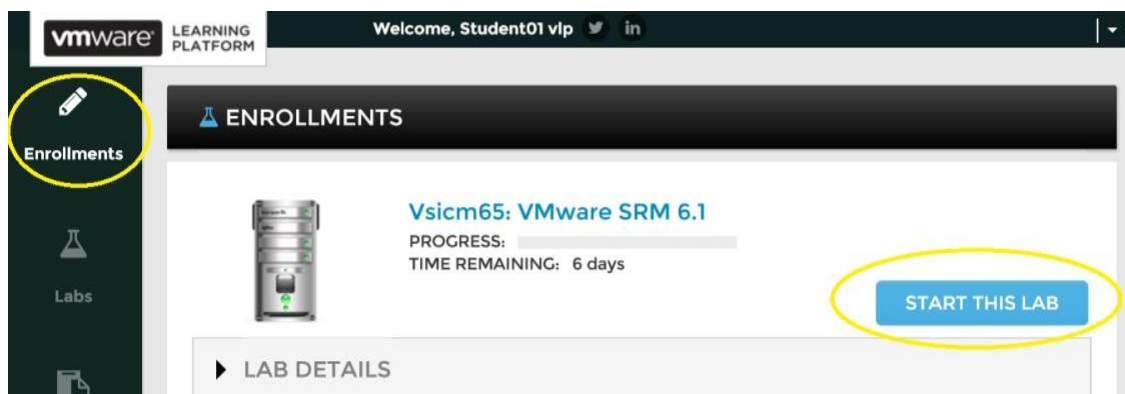 vmware LEARNING PLATFORM
Welcome, Student01 vlp
in
Enrollments
ENROLLMENTS
Vsicm65: VMware SRM 6.1
PROGRESS:
TIME REMAINING: 6 days
Labs
START THIS LAB
LAB DETAILS